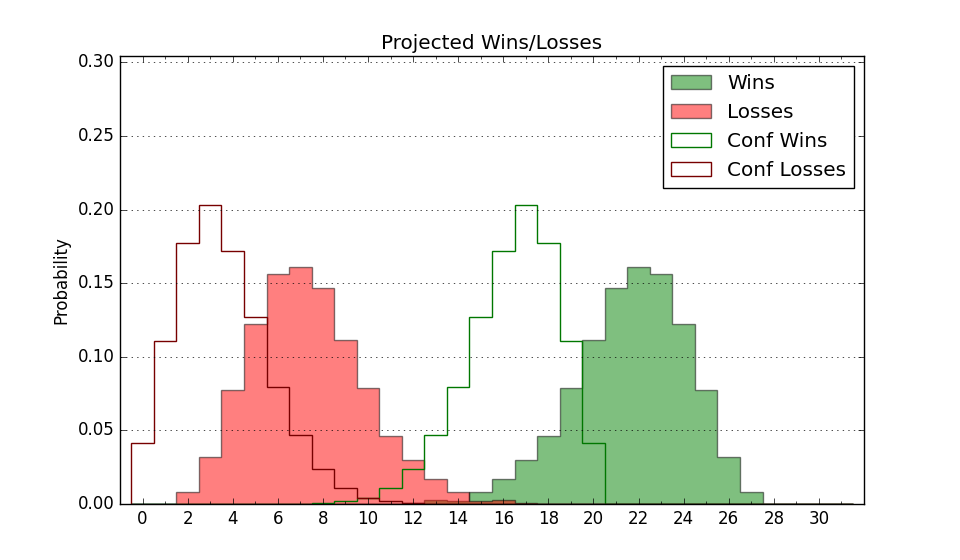 Projected Wins/Losses
0.30
0.25
0.20
0.15
0.10
0.05
0.00
Probability
Wins
Losses
Conf Wins
Conf Losses
0 2 4 6 8 10 12 14 16 18 20 22 24 26 28 30